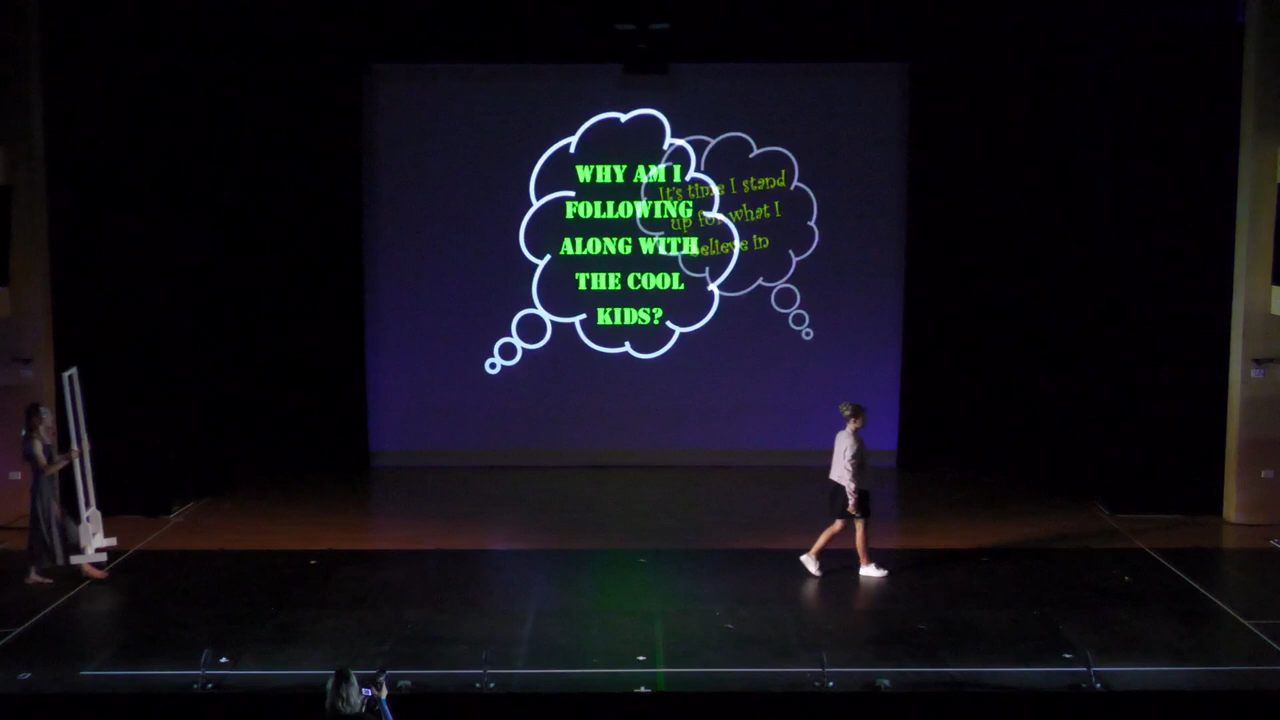 WHY AM I
FOLLOWING
ALONG WITH
THE COOL
KIDS?
It's time I stand
up for what I
believe in